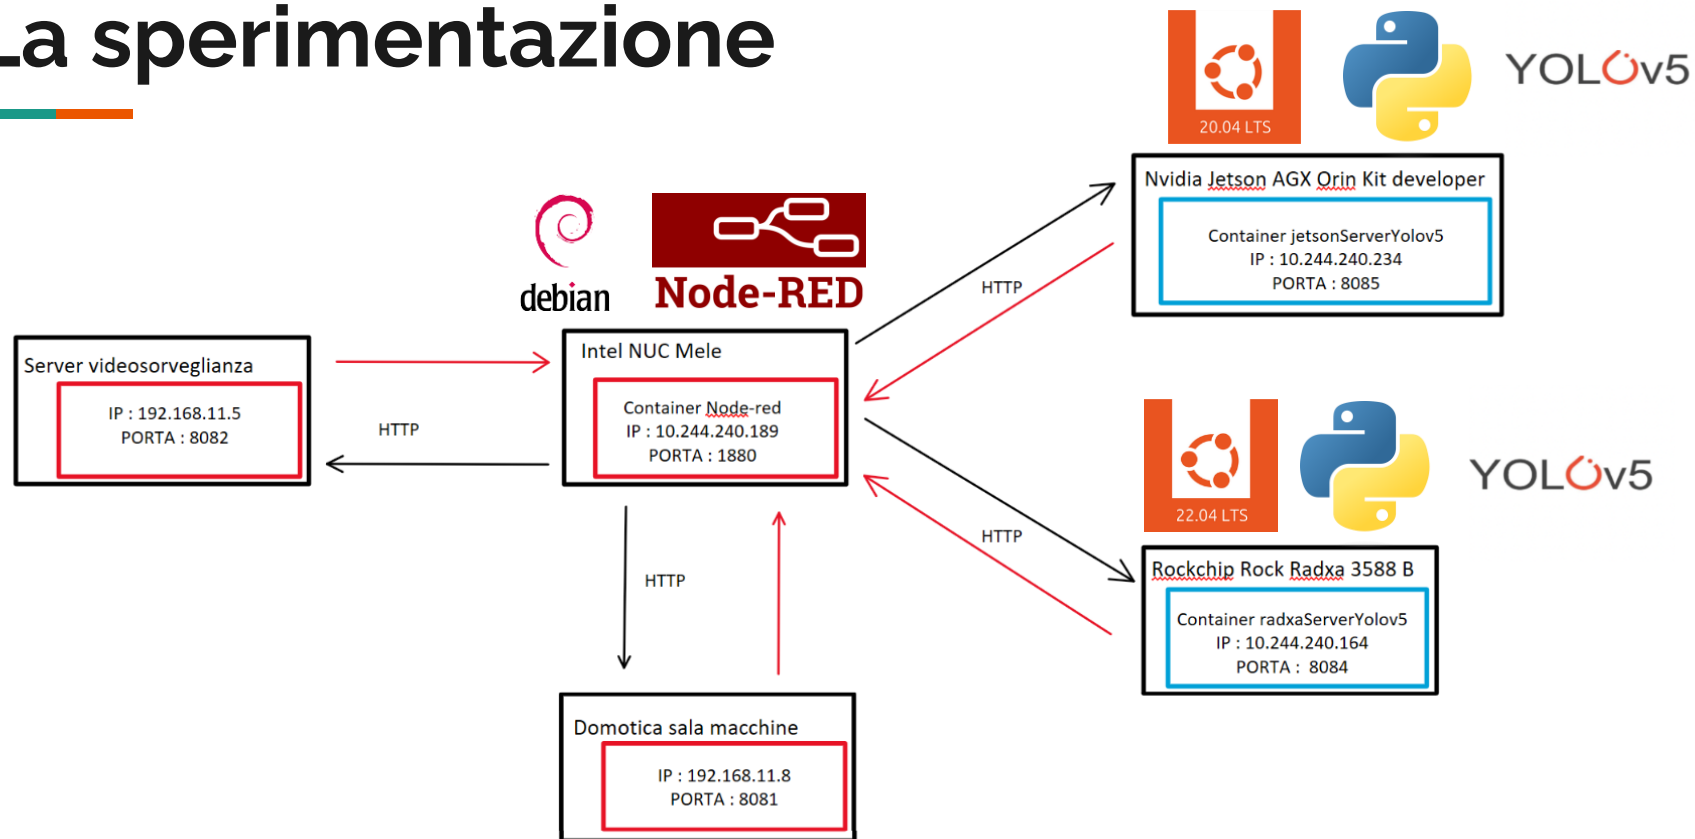 La sperimentazione
20.04 LTS
YOLOv5
Nvidia Jetson AGX Orin Kit developer
Container jetsonServerYolov5
IP : 10.244.240.234
PORTA : 8085
HTTP
debian
Node-RED
Intel NUC Mele
Container Node-red
IP : 10.244.240.189
PORTA : 1880
Server videosorveglianza
IP : 192.168.11.5
PORTA : 8082
HTTP
22.04 LTS
YOLOv5
HTTP
Rockchip Rock Radxa 3588 B
Container radxaServerYolov5
IP : 10.244.240.164
PORTA : 8084
HTTP
Domotica sala macchine
IP : 192.168.11.8
PORTA : 8081